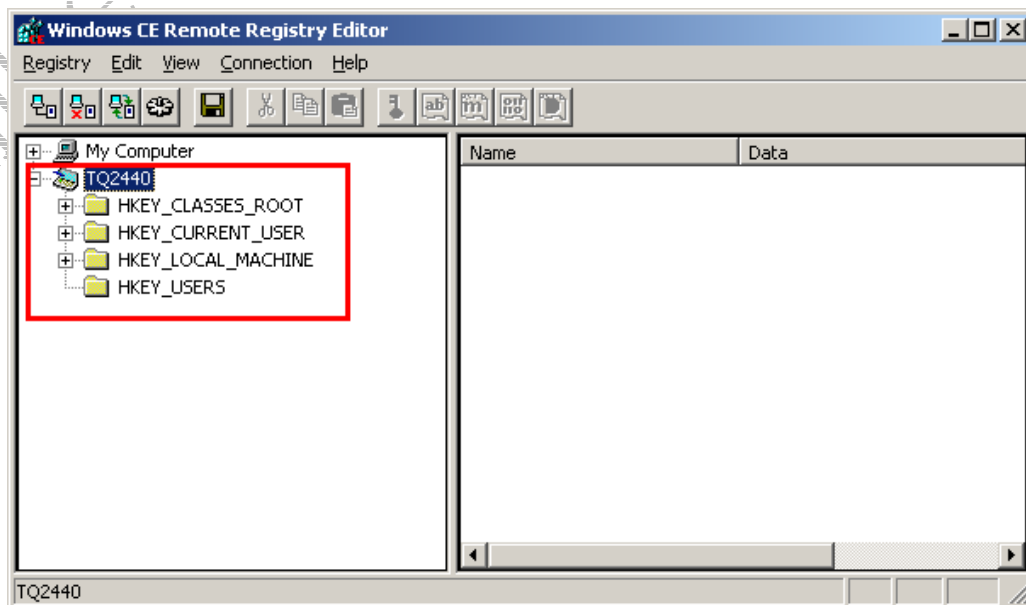 Windows CE Remote Registry Editor
Registry Edit View Connection Help
My Computer
TQ2440
HKEY_CLASSES_ROOT
HKEY_CURRENT_USER
HKEY_LOCAL_MACHINE
HKEY_USERS
Name Data
TQ2440